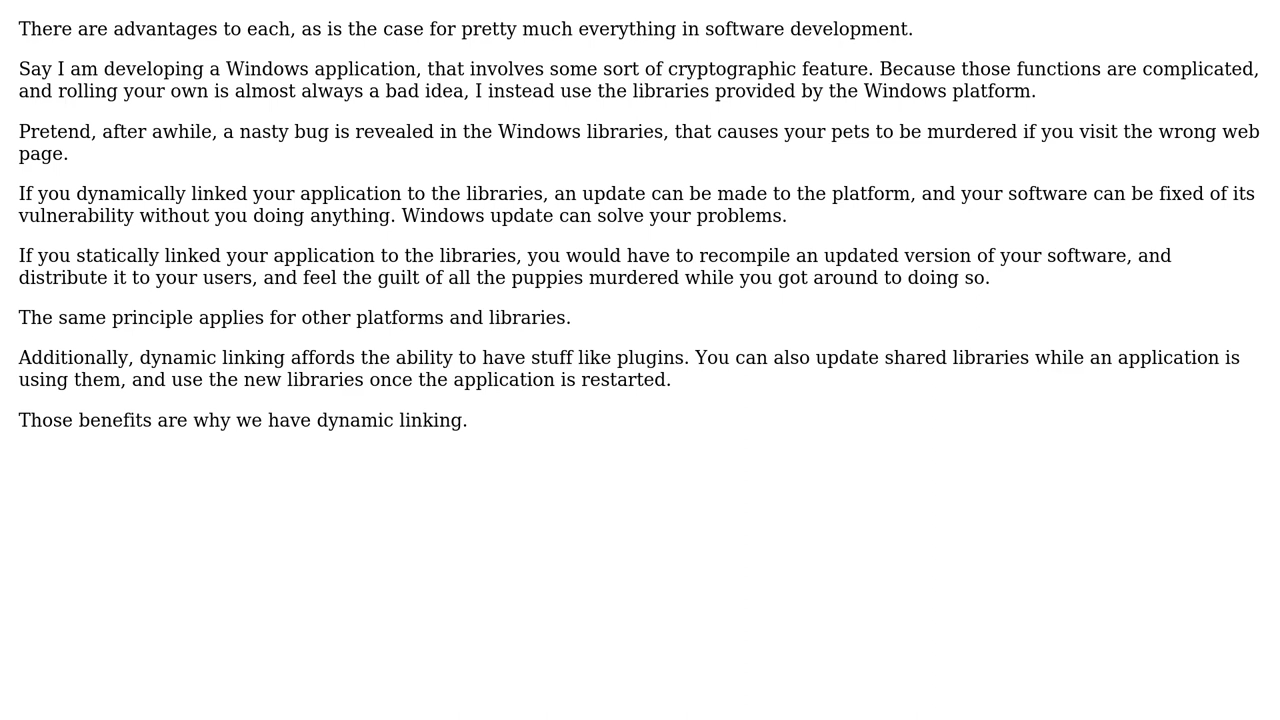 There are advantages to each, as is the case for pretty much everything in software development.
Say I am developing a Windows application, that involves some sort of cryptographic feature. Because those functions are complicated,
and rolling your own is almost always a bad idea, I instead use the libraries provided by the Windows platform.
Pretend, after awhile, a nasty bug is revealed in the Windows libraries, that causes your pets to be murdered if you visit the wrong web
page.
If you dynamically linked your application to the libraries, an update can be made to the platform, and your software can be fixed of its
vulnerability without you doing anything. Windows update can solve your problems.
If you statically linked your application to the libraries, you would have to recompile an updated version of your software, and
distribute it to your users, and feel the guilt of all the puppies murdered while you got around to doing so.
The same principle applies for other platforms and libraries.
Additionally, dynamic linking affords the ability to have stuff like plugins. You can also update shared libraries while an application is
using them, and use the new libraries once the application is restarted.
Those benefits are why we have dynamic linking.